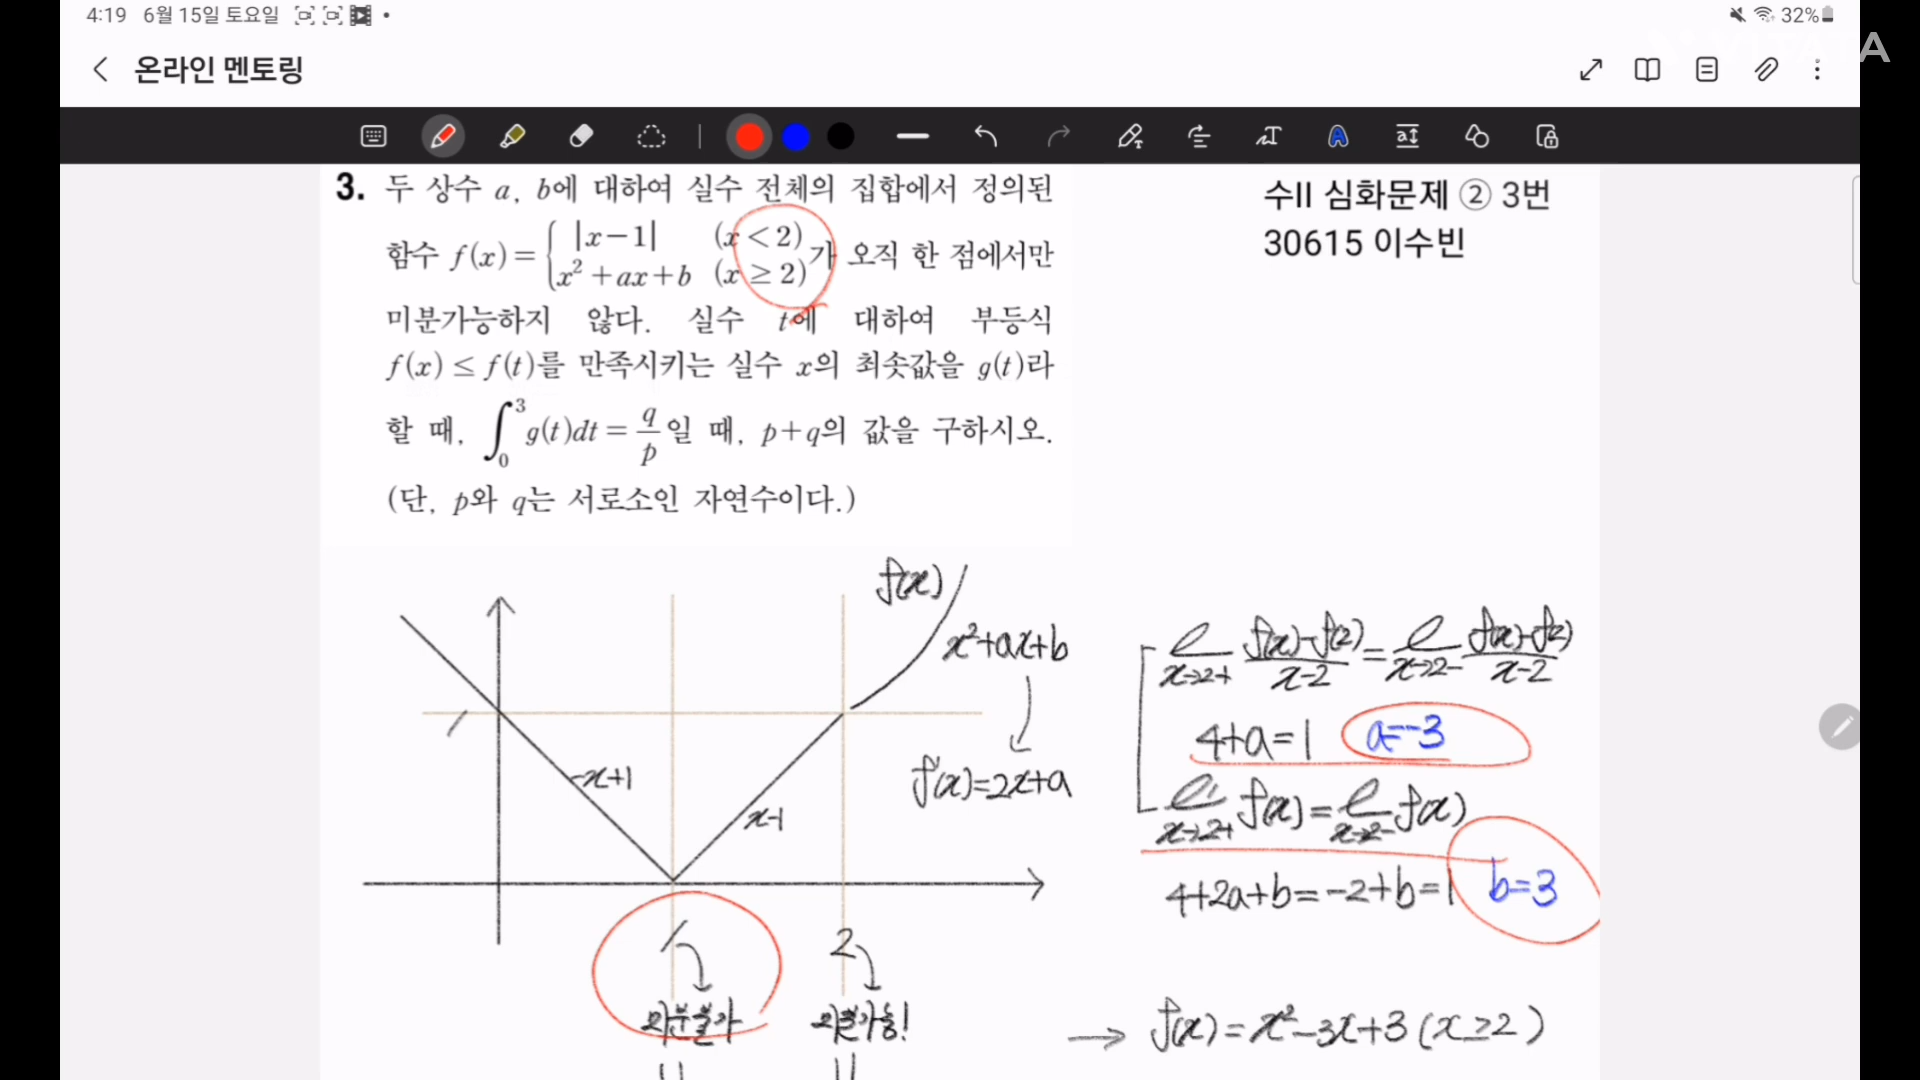 4:19 6월 15일 토요일
32%
온라인 멘토링
3. 두 상수 a, b에 대하여 실수 전체의 집합에서 정의된
함수 f(x) = { |x−1| (x < 2)
x² + ax + b (x ≥ 2) 가 오직 한 점에서만
미분가능하지 않다. 실수 t에 대하여 부등식
f(x) ≤ f(t)를 만족시키는 실수 x의 최솟값을 g(t)라
할 때, ∫₀³ g(t)dt = q/p 일 때, p+q의 값을 구하시오.
(단, p와 q는 서로소인 자연수이다.)
수II 심화문제 ② 3번
30615 이수빈
f(x)
x²+ax+b
f'(x)=2x+a
1
-x+1
x-1
1
2
미분불가
미분가능!
ℓ x→2+ f(x)-f(2) / x-2 = ℓ x→2- f(x)-f(2) / x-2
4+a=1 a=-3
ℓ x→2+ f(x) = ℓ x→2- f(x)
4+2a+b=-2+b=1 b=3
→ f(x)=x²-3x+3 (x≥2)